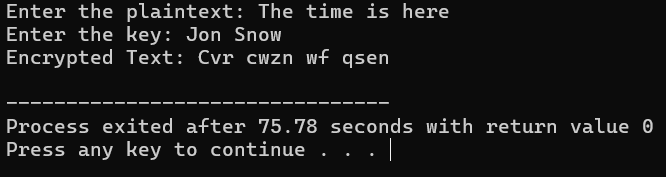 Enter the plaintext: The time is here
Enter the key: Jon Snow
Encrypted Text: Cvr cwzn wf qsen
--------------------------------
Process exited after 75.78 seconds with return value 0
Press any key to continue . . .